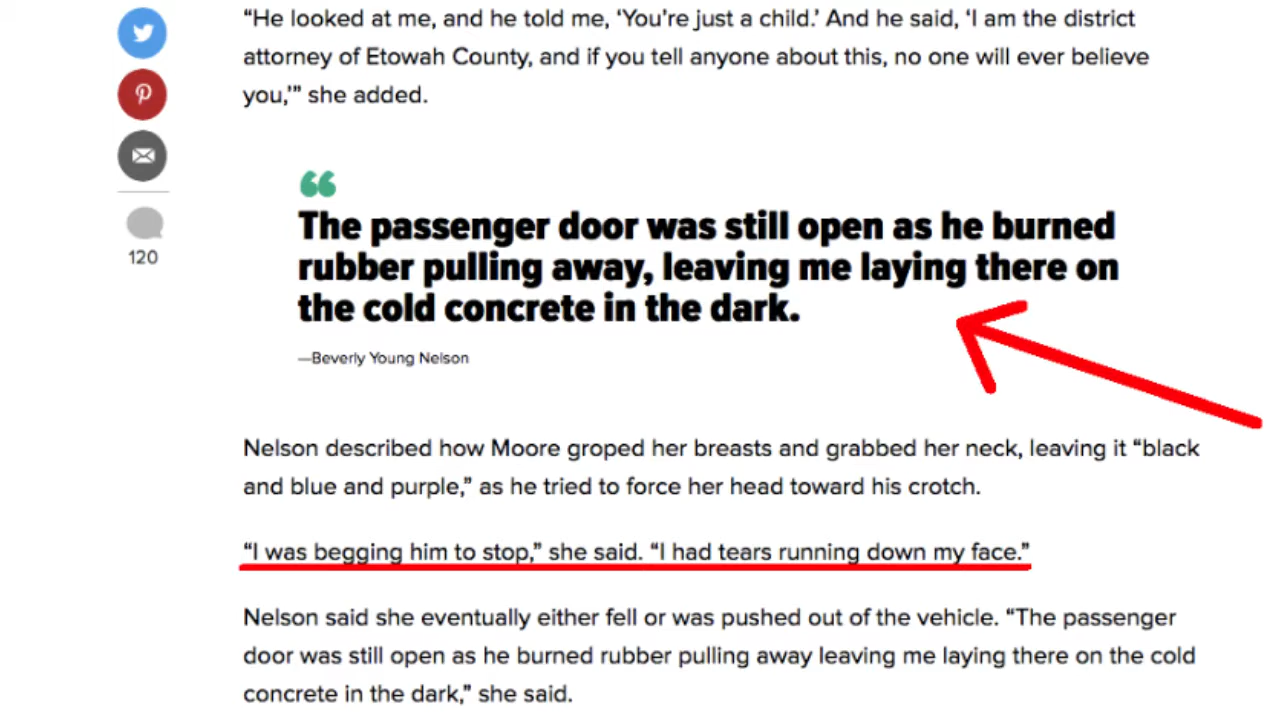 “He looked at me, and he told me, ‘You’re just a child.’ And he said, ‘I am the district
attorney of Etowah County, and if you tell anyone about this, no one will ever believe
you,’” she added.
120
“
The passenger door was still open as he burned
rubber pulling away, leaving me laying there on
the cold concrete in the dark.
—Beverly Young Nelson
Nelson described how Moore groped her breasts and grabbed her neck, leaving it “black
and blue and purple,” as he tried to force her head toward his crotch.
“I was begging him to stop,” she said. “I had tears running down my face.”
Nelson said she eventually either fell or was pushed out of the vehicle. “The passenger
door was still open as he burned rubber pulling away leaving me laying there on the cold
concrete in the dark,” she said.